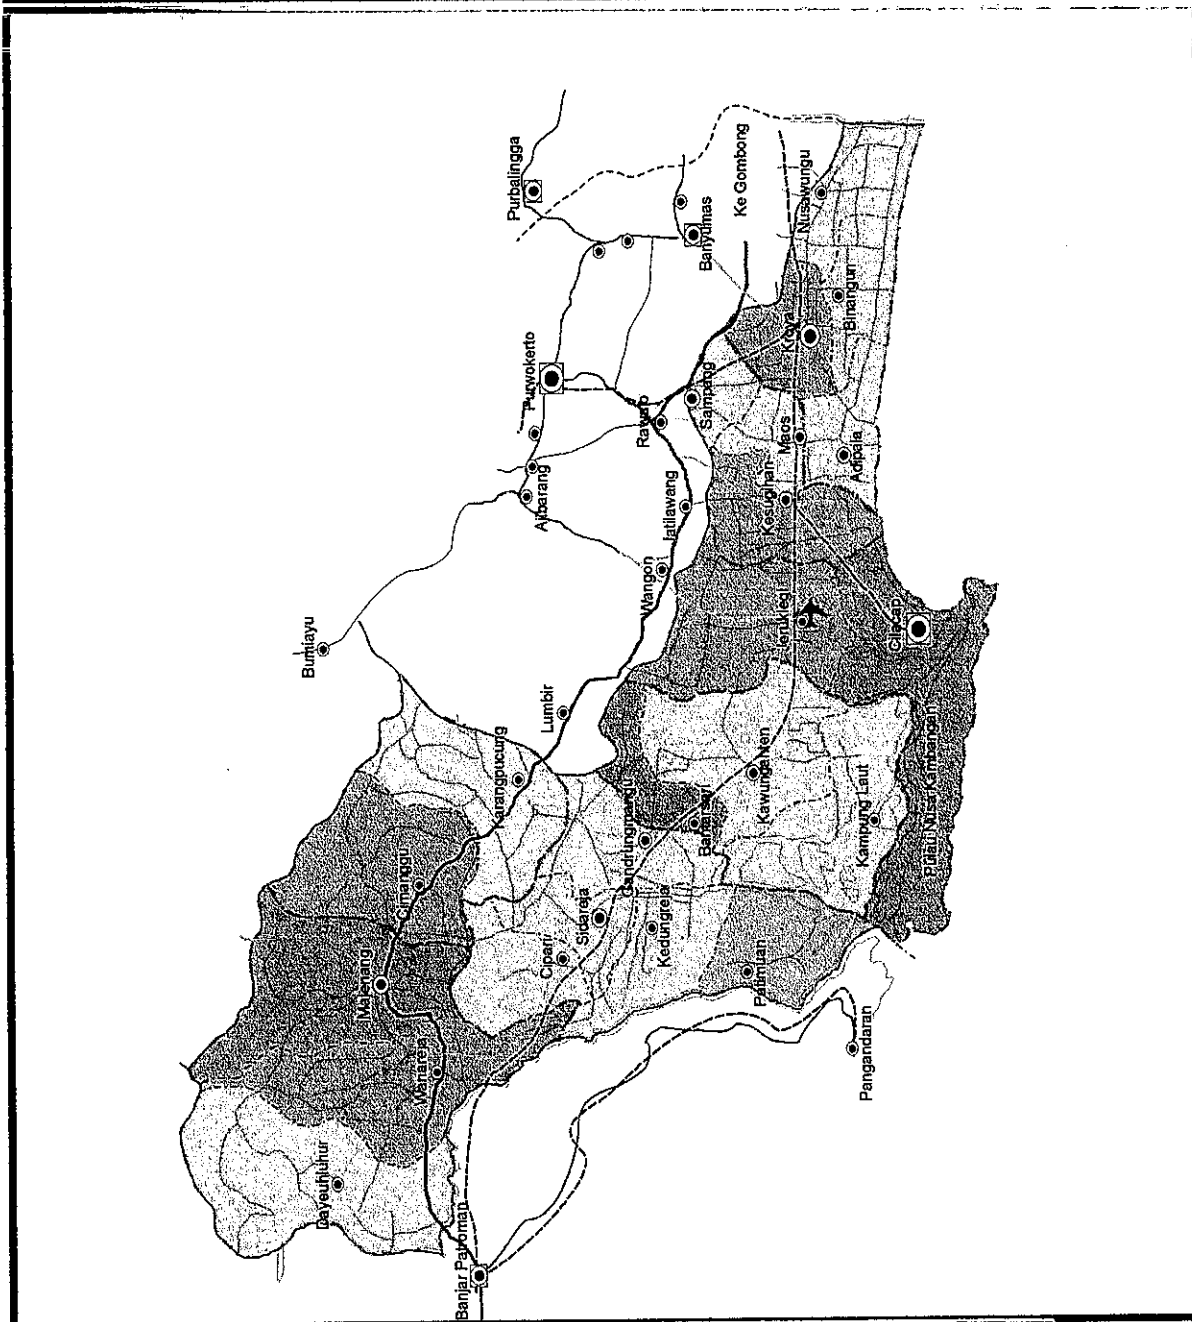 Purbalingga
Ke Gombong
Nusawungu
Banyumas
Binangun
Kroya
Purwokerto
Sampang
Rawalo
Maos
Adipala
Kesugihan
Ajibarang
Jatilawang
Wangon
Jeruklegi
Cilacap
Bumiayu
Lumbir
Karangpucung
Kawunganten
Pulau Nusa Kambangan
Kampung Laut
Bantarsari
Gandrungmangu
Cimanggu
Sidareja
Kedungreja
Cipari
Majenang
Patimuan
Wanareja
Pangandaran
Dayeuhluhur
Banjar Patroman